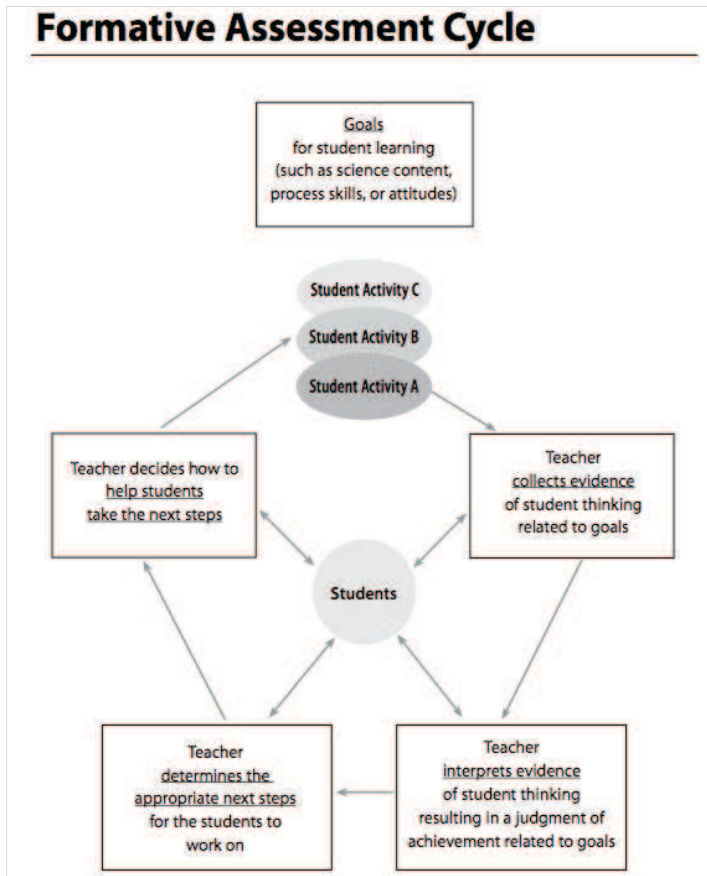 Formative Assessment Cycle
Goals
for student learning
(such as science content,
process skills, or attitudes)
Student Activity C
Student Activity B
Student Activity A
Teacher
collects evidence
of student thinking
related to goals
Teacher
interprets evidence
of student thinking
resulting in a judgment of
achievement related to goals
Teacher
determines the
appropriate next steps
for the students to
work on
Teacher decides how to
help students
take the next steps
Students